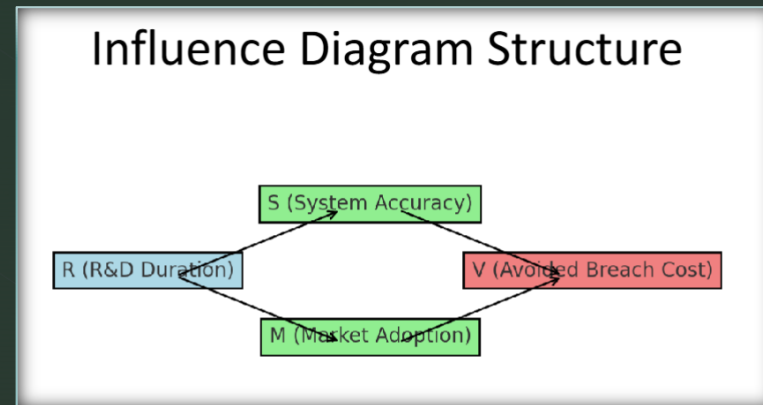 Influence Diagram Structure
S (System Accuracy)
R (R&D Duration)
V (Avoided Breach Cost)
M (Market Adoption)